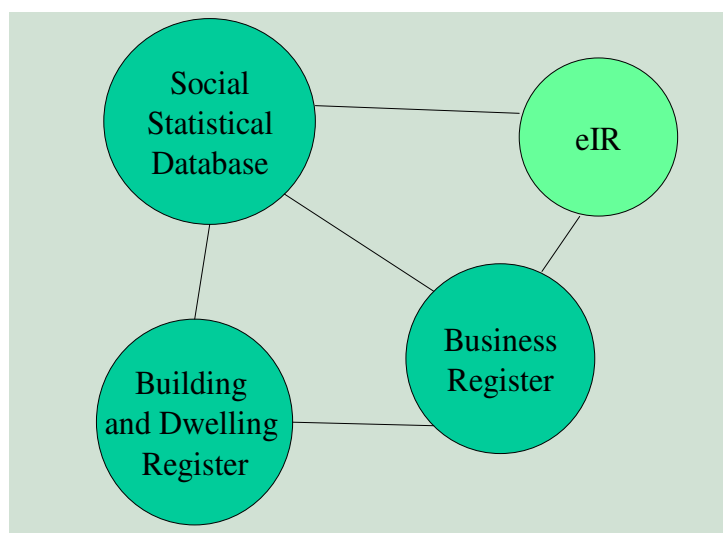 Social
Statistical
Database
eIR
Business
Register
Building
and Dwelling
Register